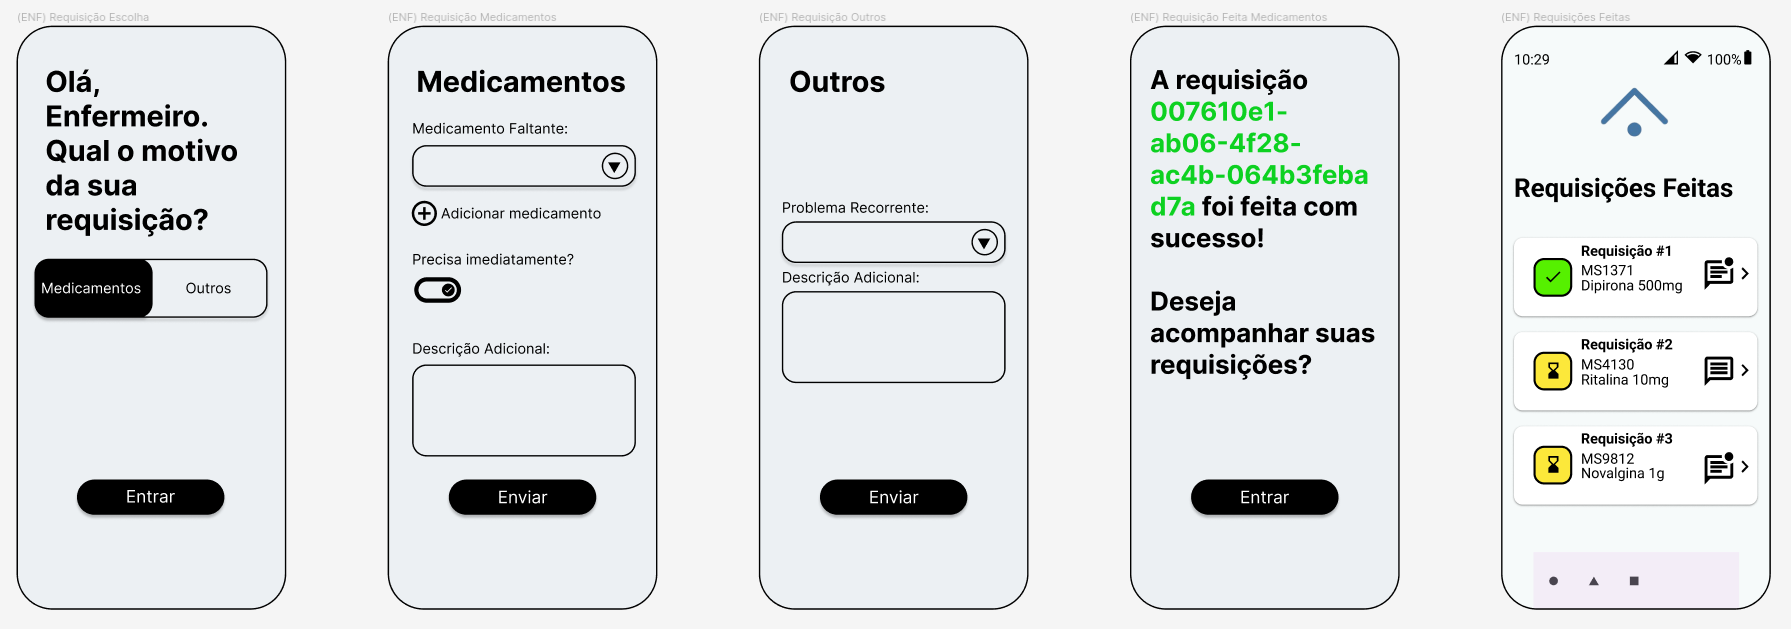 (ENF) Requisição Escolha
Olá,
Enfermeiro.
Qual o motivo
da sua
requisição?
Medicamentos
Outros
Entrar
(ENF) Requisição Medicamentos
Medicamentos
Medicamento Faltante:
Adicionar medicamento
Precisa imediatamente?
Descrição Adicional:
Enviar
(ENF) Requisição Outros
Outros
Problema Recorrente:
Descrição Adicional:
Enviar
(ENF) Requisição Feita Medicamentos
A requisição
007610e1-
ab06-4f28-
ac4b-064b3feba
d7a foi feita com
sucesso!
Deseja
acompanhar suas
requisições?
Entrar
(ENF) Requisições Feitas
10:29
100%
Requisições Feitas
Requisição #1
MS1371
Dipirona 500mg
Requisição #2
MS4130
Ritalina 10mg
Requisição #3
MS9812
Novalgina 1g